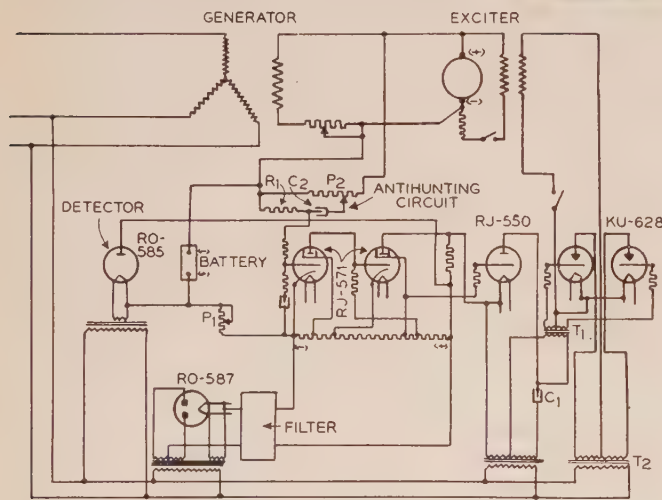 GENERATOR
EXCITER
(+)
(-)
R1
C2
P2
ANTIHUNTING
CIRCUIT
DETECTOR
RO-
585
BATTERY
(-)
(+)
RJ-571
RJ-550
KU-628
P1
T1
(-)
(+)
RO-587
FILTER
C1
T2